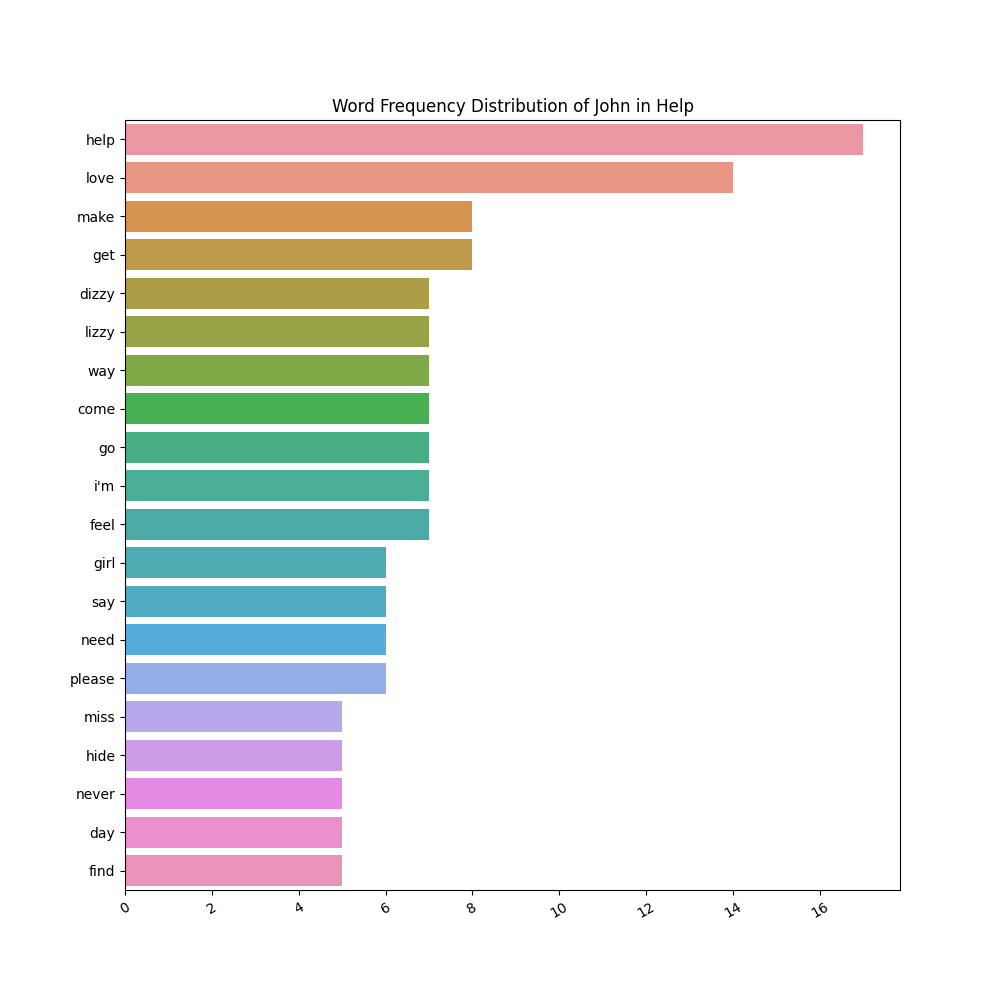 Word Frequency Distribution of John in Help
help
love
make
get
dizzy
lizzy
way
come
go
i'm
feel
girl
say
need
please
miss
hide
never
day
find
0 2 4 6 8 10 12 14 16